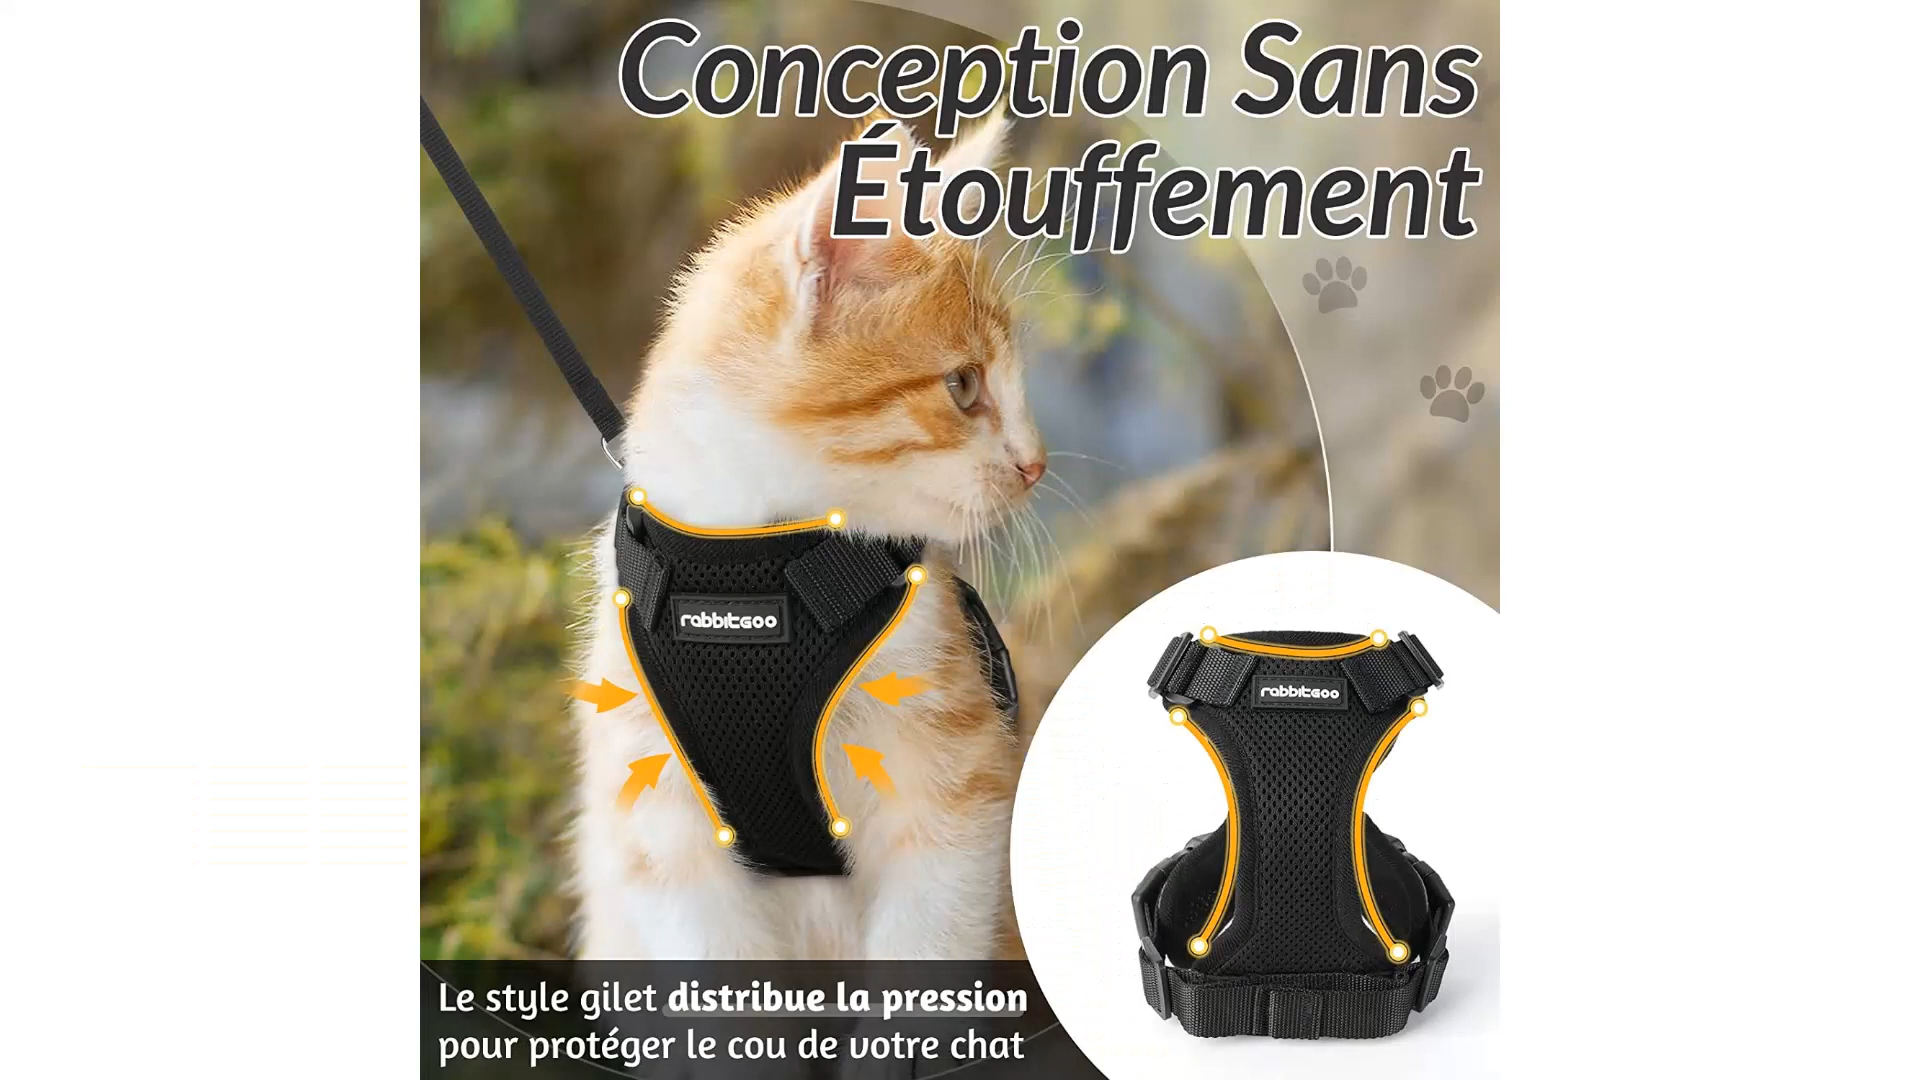 Conception Sans
Étouffement
rabbitgoo
rabbitgoo
Le style gilet distribue la pression
pour protéger le cou de votre chat